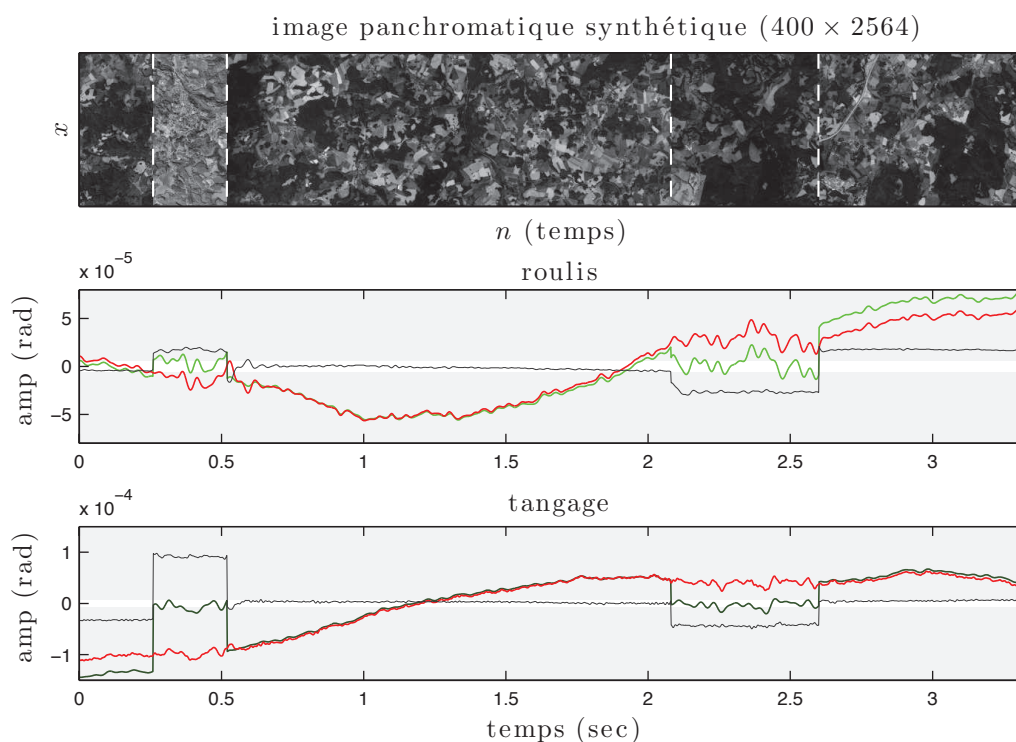 image panchromatique synthétique (400 × 2564)
x
n (temps)
x 10⁻⁵
roulis
amp (rad)
5
0
−5
0 0.5 1 1.5 2 2.5 3
x 10⁻⁴
tangage
amp (rad)
1
0
−1
0 0.5 1 1.5 2 2.5 3
temps (sec)